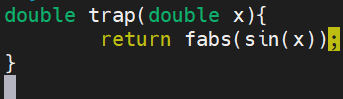 double trap(double x){
        return fabs(sin(x));
}